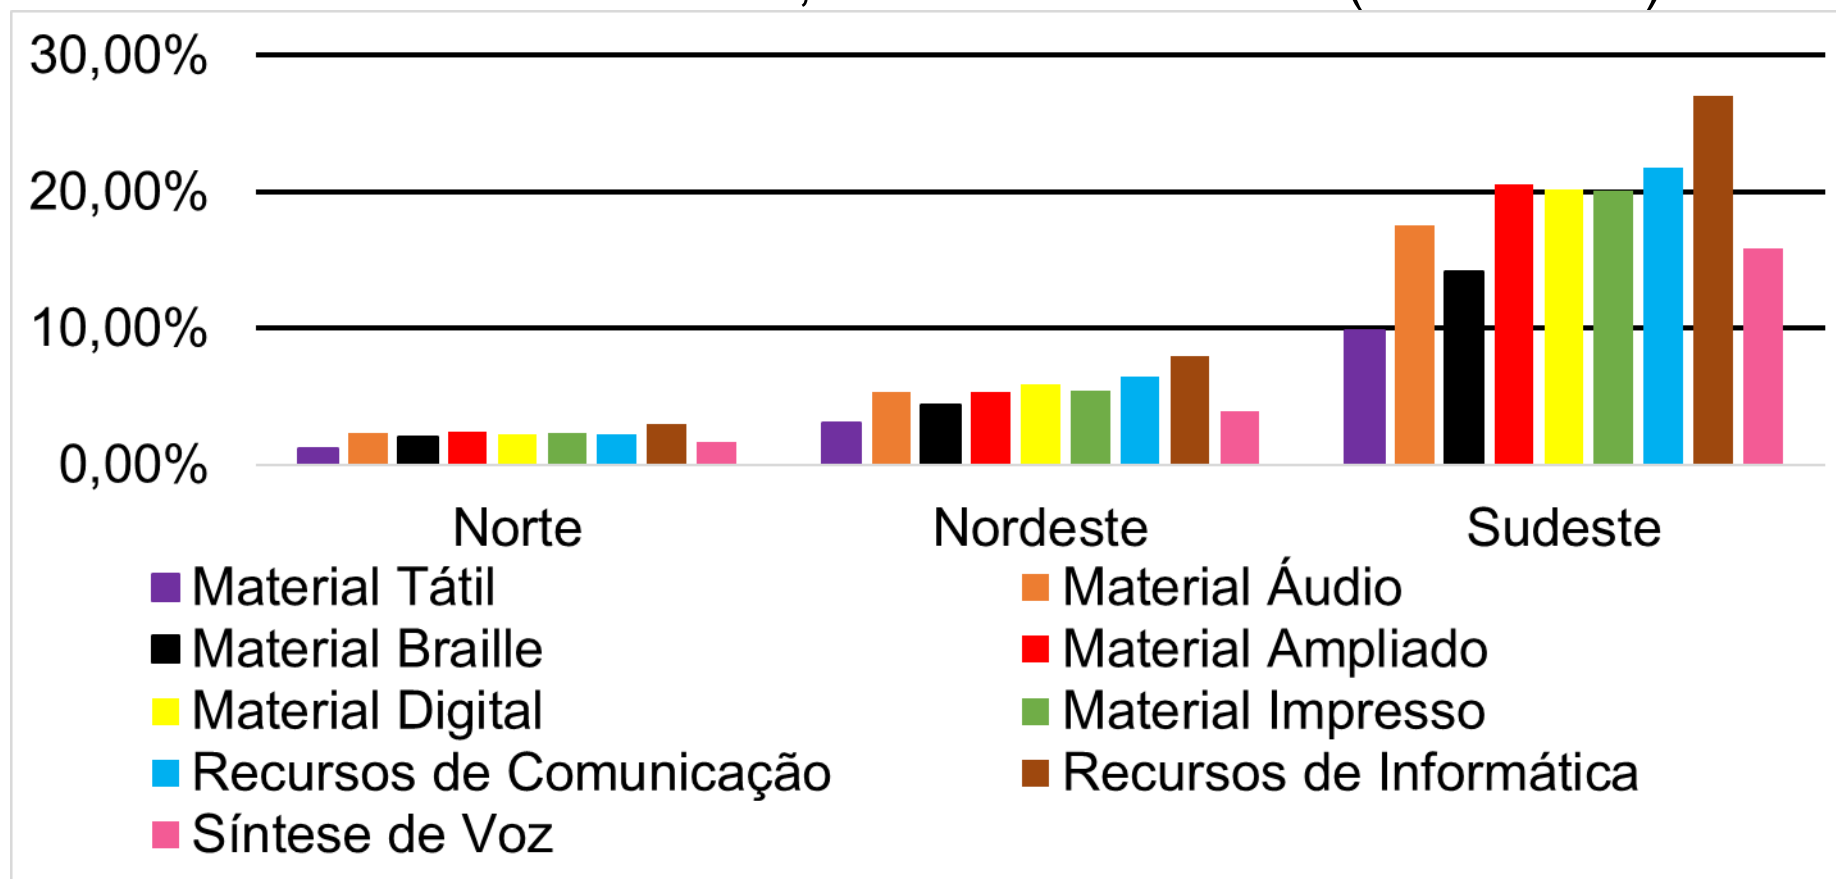 30,00%
20,00%
10,00%
0,00%
Norte Nordeste Sudeste
Material Tátil Material Áudio
Material Braille Material Ampliado
Material Digital Material Impresso
Recursos de Comunicação Recursos de Informática
Síntese de Voz